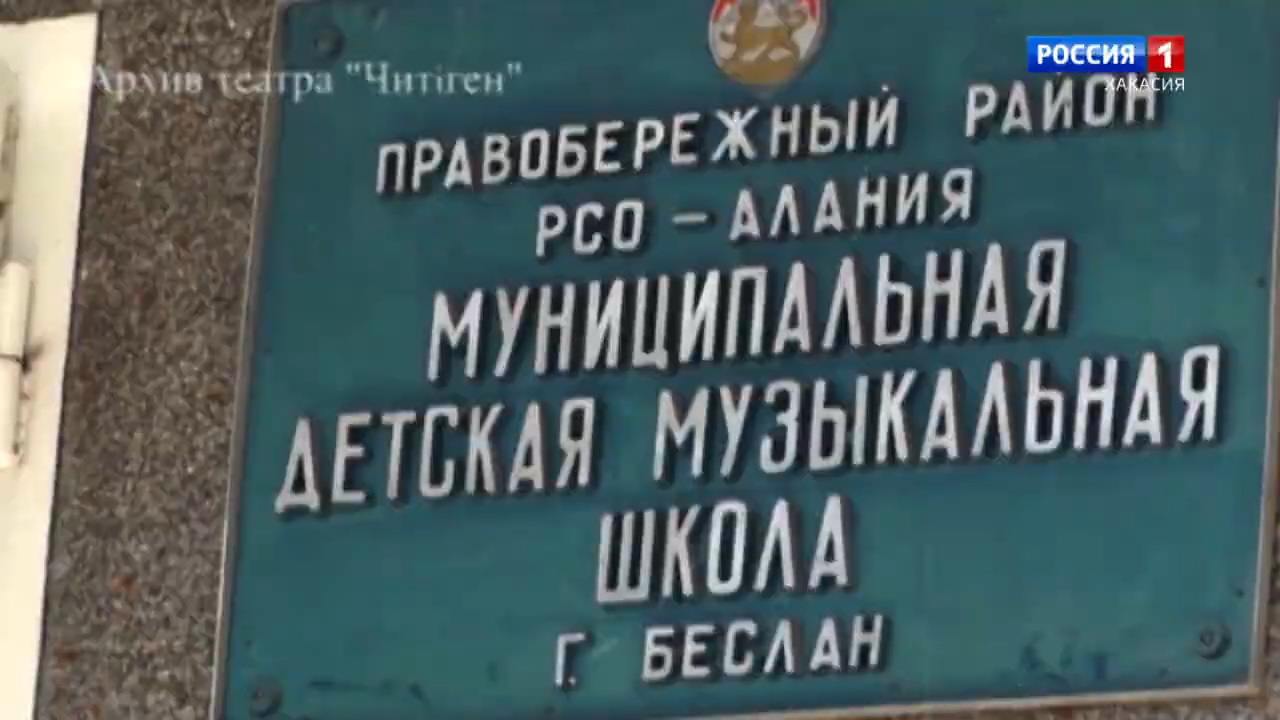 Архив театра "Читiген"
РОССИЯ 1
ХАКАСИЯ
ПРАВОБЕРЕЖНЫЙ РАЙОН
РСО – АЛАНИЯ
МУНИЦИПАЛЬНАЯ
ДЕТСКАЯ МУЗЫКАЛЬНАЯ
ШКОЛА
Г. БЕСЛАН